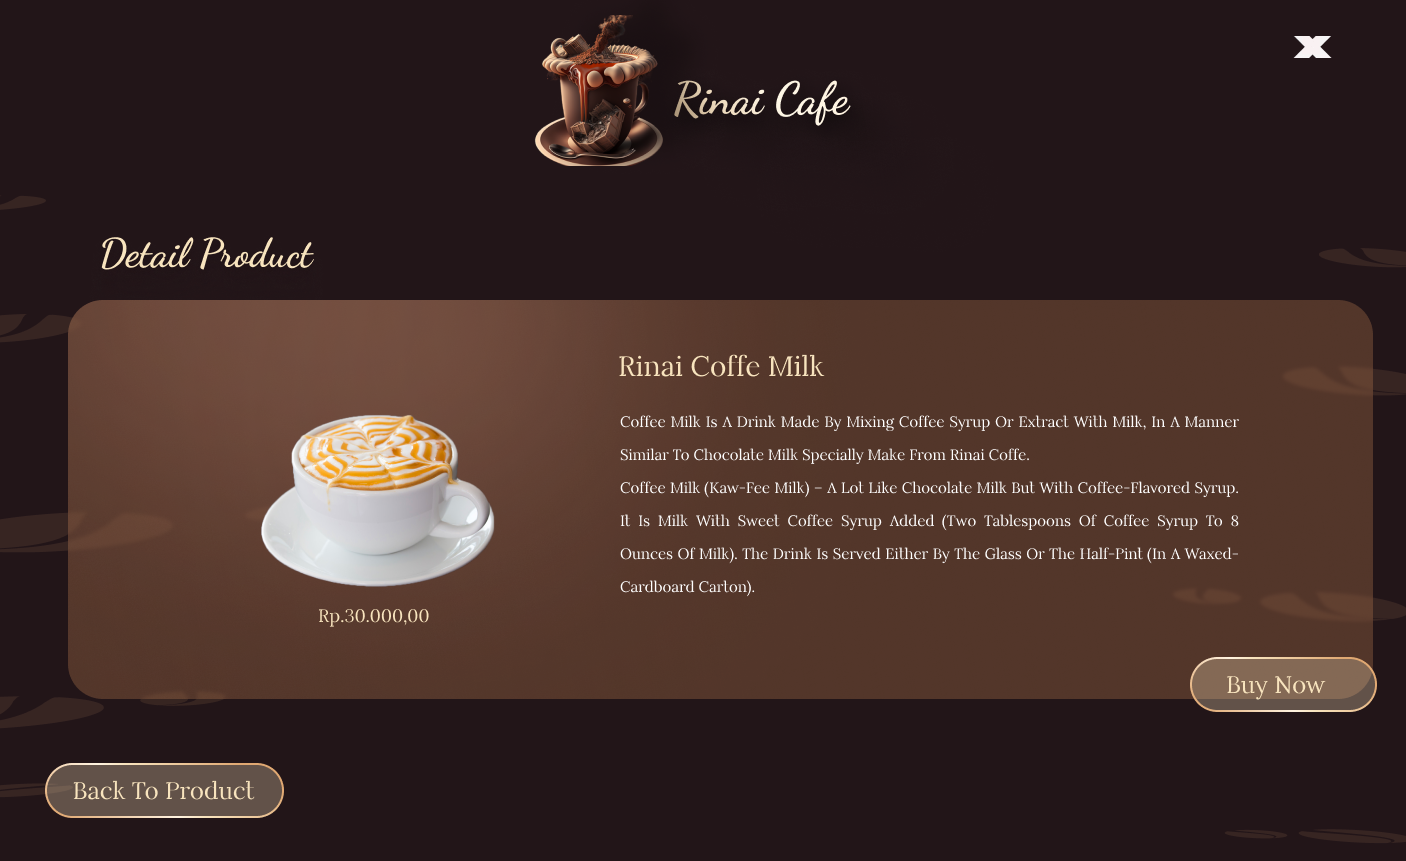 Rinai Cafe
Detail Product
Rinai Coffe Milk
Coffee Milk Is A Drink Made By Mixing Coffee Syrup Or Extract With Milk, In A Manner
Similar To Chocolate Milk Specially Make From Rinai Coffe.
Coffee Milk (Kaw-Fee Milk) – A Lot Like Chocolate Milk But With Coffee-Flavored Syrup.
It Is Milk With Sweet Coffee Syrup Added (Two Tablespoons Of Coffee Syrup To 8
Ounces Of Milk). The Drink Is Served Either By The Glass Or The Half-Pint (In A Waxed-
Cardboard Carton).
Rp.30.000,00
Buy Now
Back To Product